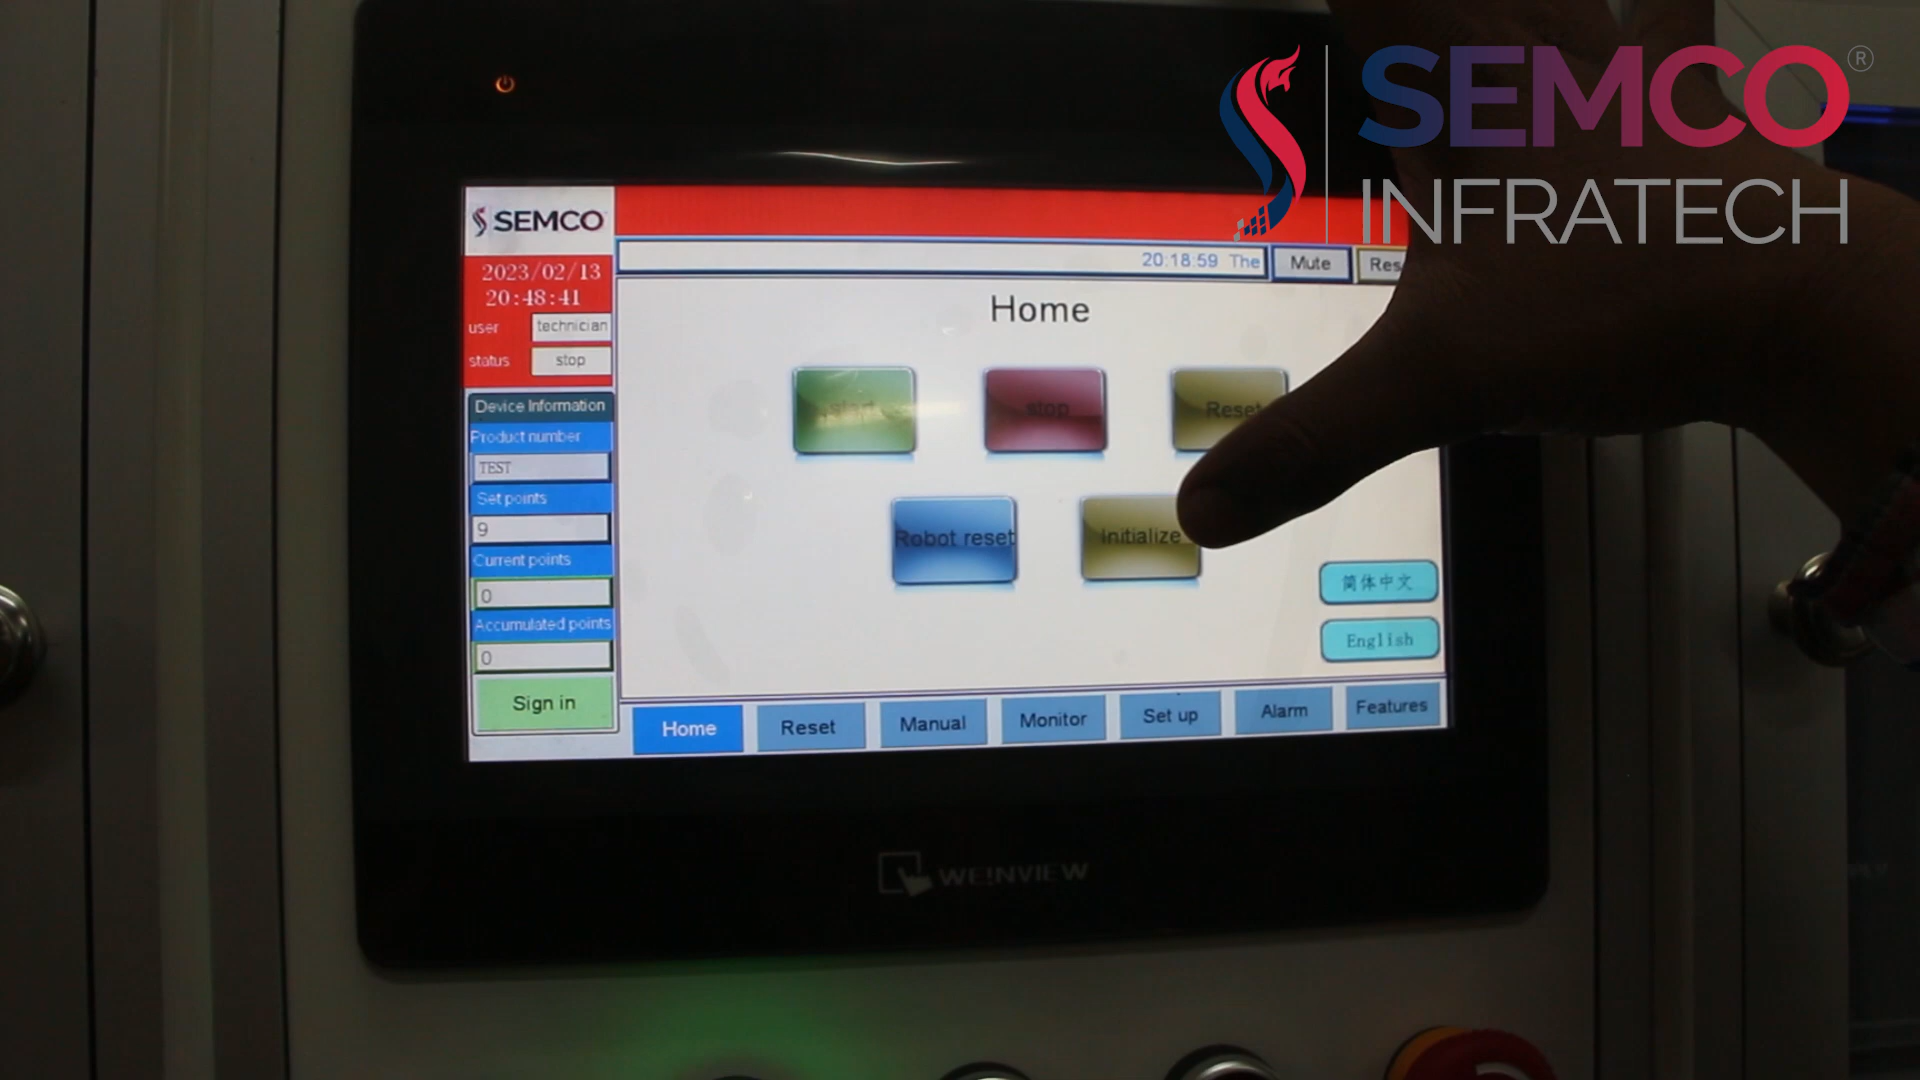 SEMCO®
INFRATECH
SEMCO
2023/02/13
20:48:41
user technician
status stop
20:18:59 The
Mute
Home
start
stop
Reset
Robot reset
Initialize
Device Information
Product number
TEST
Set points
9
Current points
0
Accumulated points
0
Sign in
简体中文
English
Home
Reset
Manual
Monitor
Set up
Alarm
Features
WEINVIEW